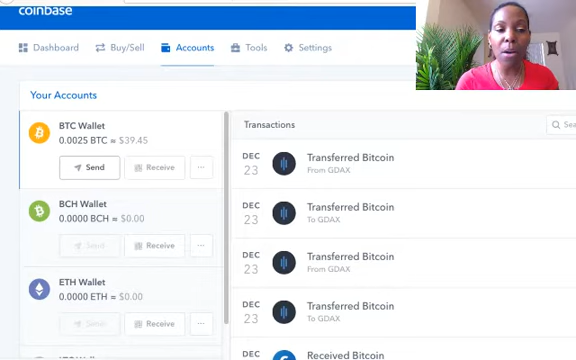 coinbase
Dashboard Buy/Sell Accounts Tools Settings
Your Accounts
BTC Wallet
0.0025 BTC ≈ $39.45
Send Receive ...
BCH Wallet
0.0000 BCH ≈ $0.00
Send Receive ...
ETH Wallet
0.0000 ETH ≈ $0.00
Send Receive ...
Transactions
DEC 23 Transferred Bitcoin
From GDAX
DEC 23 Transferred Bitcoin
To GDAX
DEC 23 Transferred Bitcoin
From GDAX
DEC 23 Transferred Bitcoin
To GDAX
DEC Received Bitcoin